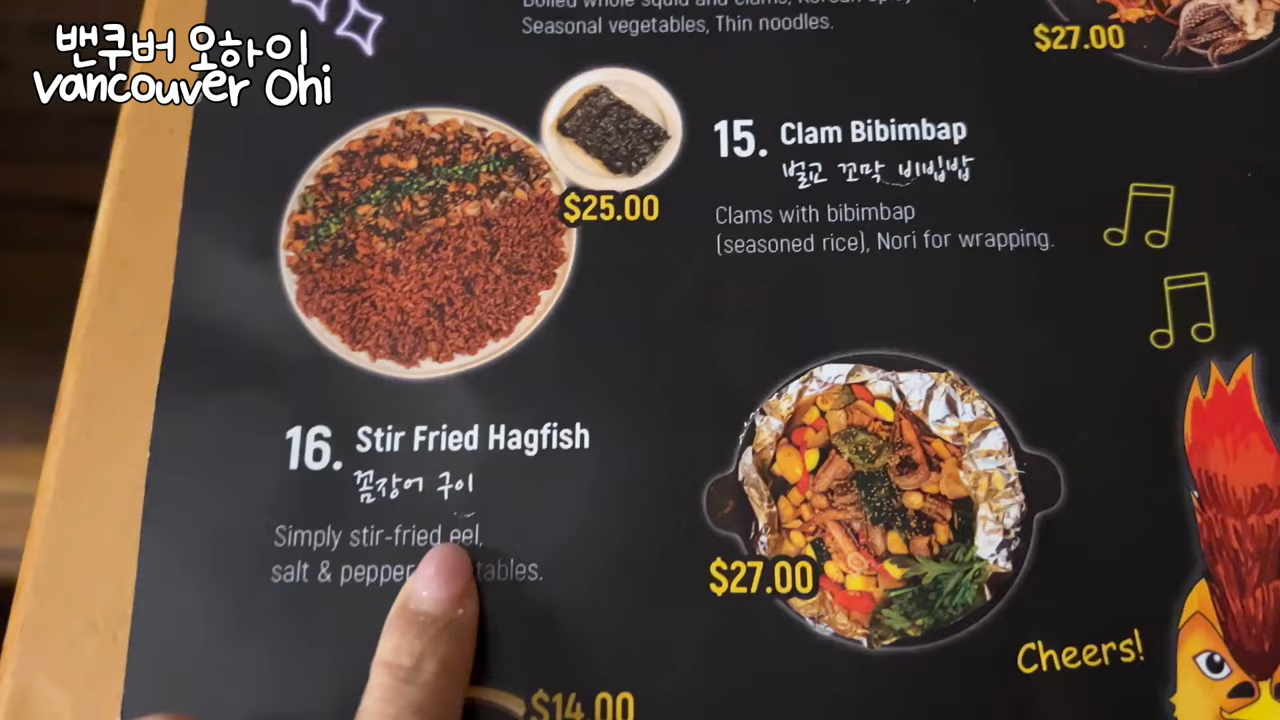 밴쿠버 오하이
Vancouver Ohi
Seasonal vegetables, Thin noodles.
$27.00
15. Clam Bibimbap
벌교 꼬막 비빔밥
$25.00
Clams with bibimbap
(seasoned rice), Nori for wrapping.
16. Stir Fried Hagfish
꼼장어 구이
Simply stir-fried eel,
salt & pepper
$27.00
Cheers!
$14.00